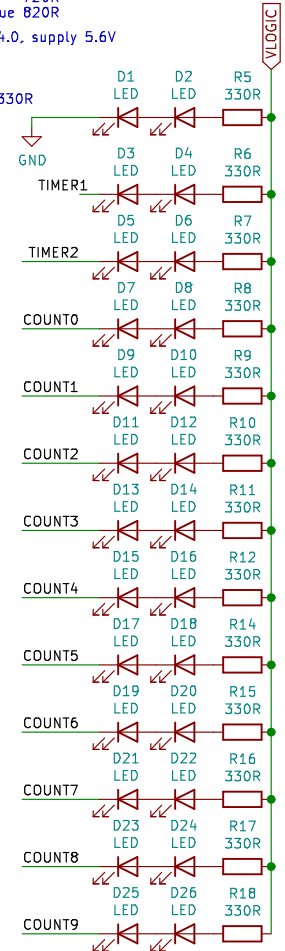 ue 820R
4.0, supply 5.6V
VLOGIC
330R
D1 D2 R5
LED LED 330R
GND
D3 D4 R6
LED LED 330R
TIMER1
D5 D6 R7
LED LED 330R
TIMER2
D7 D8 R8
LED LED 330R
COUNT0
D9 D10 R9
LED LED 330R
COUNT1
D11 D12 R10
LED LED 330R
COUNT2
D13 D14 R11
LED LED 330R
COUNT3
D15 D16 R12
LED LED 330R
COUNT4
D17 D18 R14
LED LED 330R
COUNT5
D19 D20 R15
LED LED 330R
COUNT6
D21 D22 R16
LED LED 330R
COUNT7
D23 D24 R17
LED LED 330R
COUNT8
D25 D26 R18
LED LED 330R
COUNT9